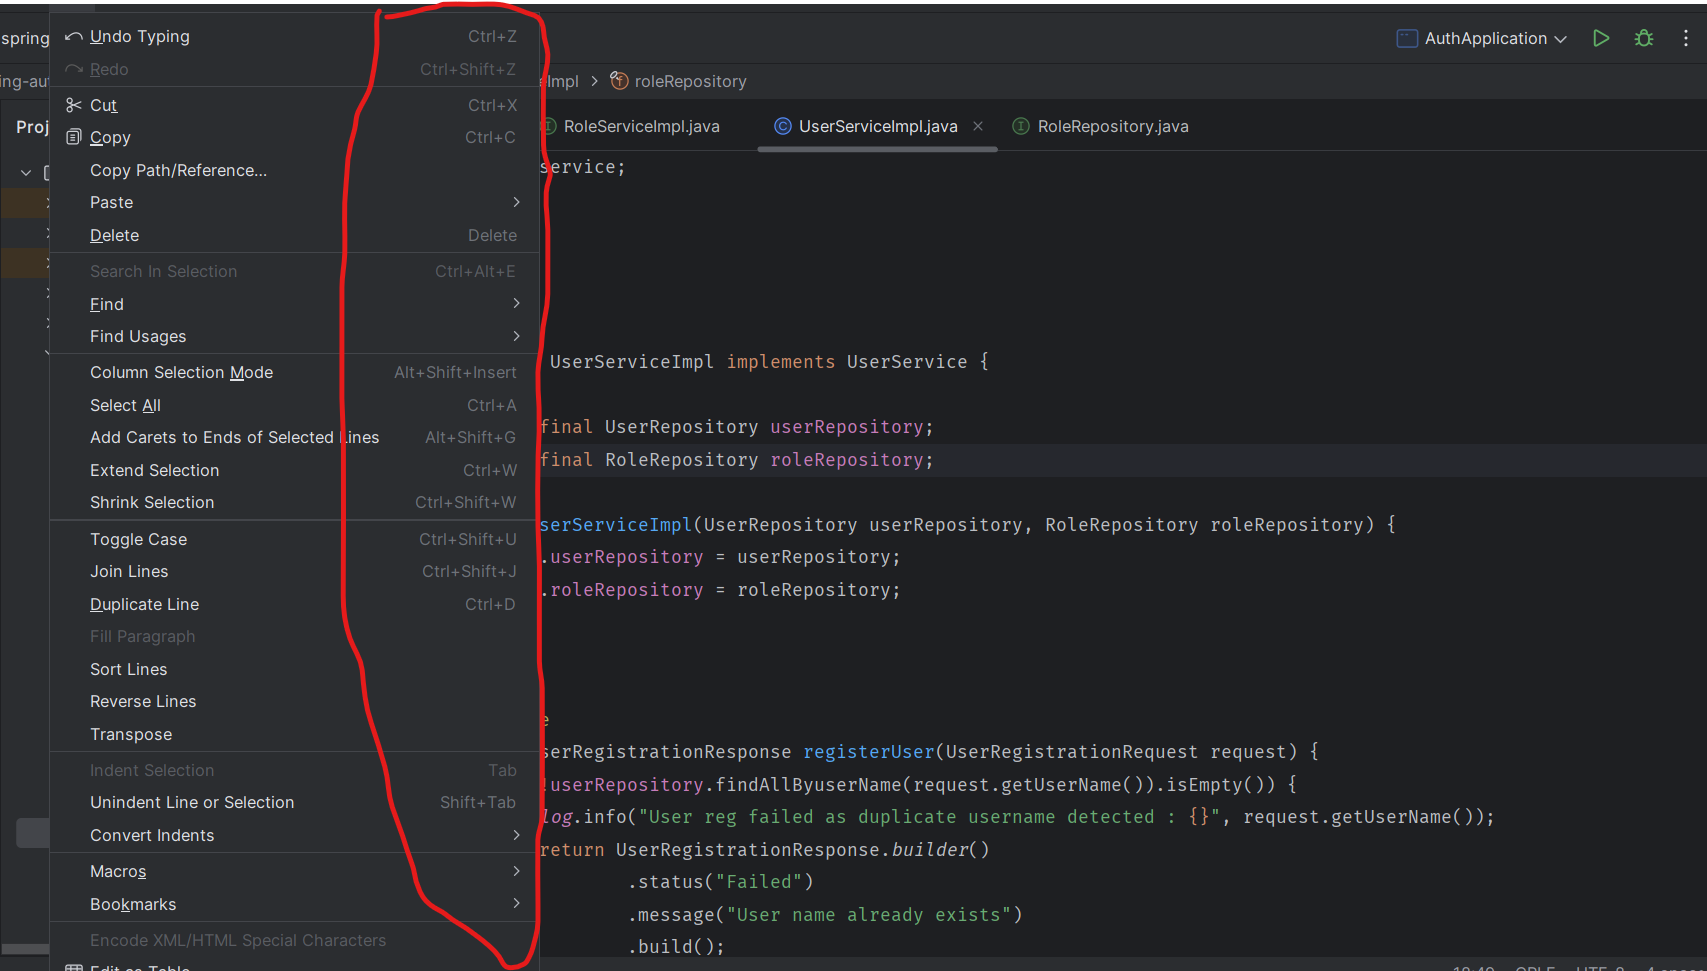 spring
AuthApplication
Undo Typing Ctrl+Z
Redo Ctrl+Shift+Z
ing-au
Impl > roleRepository
Cut Ctrl+X
Proj
RoleServiceImpl.java UserServiceImpl.java RoleRepository.java
Copy Ctrl+C
Copy Path/Reference...
service;
Paste
Delete Delete
Search In Selection Ctrl+Alt+E
Find
Find Usages
UserServiceImpl implements UserService {
Column Selection Mode Alt+Shift+Insert
Select All Ctrl+A
final UserRepository userRepository;
Add Carets to Ends of Selected Lines Alt+Shift+G
final RoleRepository roleRepository;
Extend Selection Ctrl+W
Shrink Selection Ctrl+Shift+W
serServiceImpl(UserRepository userRepository, RoleRepository roleRepository) {
Toggle Case Ctrl+Shift+U
.userRepository = userRepository;
Join Lines Ctrl+Shift+J
.roleRepository = roleRepository;
Duplicate Line Ctrl+D
Fill Paragraph
Sort Lines
Reverse Lines
e
Transpose
serRegistrationResponse registerUser(UserRegistrationRequest request) {
Indent Selection Tab
userRepository.findAllByuserName(request.getUserName()).isEmpty()) {
Unindent Line or Selection Shift+Tab
log.info("User reg failed as duplicate username detected : {}", request.getUserName());
Convert Indents
return UserRegistrationResponse.builder()
Macros
.status("Failed")
Bookmarks
.message("User name already exists")
Encode XML/HTML Special Characters
.build();
Edit as Table